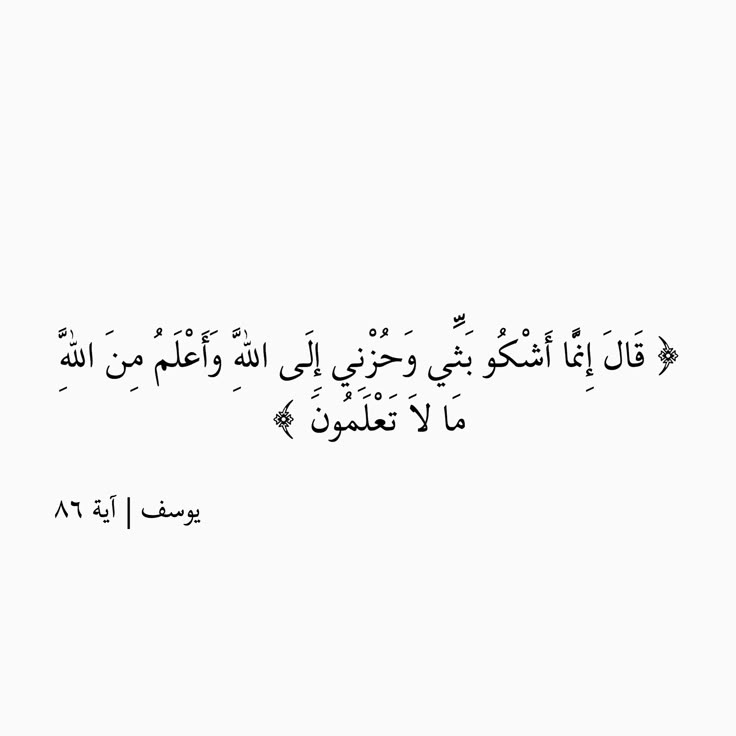 ﴿ قَالَ إِنَّمَا أَشْكُو بَثِّي وَحُزْنِي إِلَى اللَّهِ وَأَعْلَمُ مِنَ اللَّهِ
مَا لاَ تَعْلَمُونَ ﴾
يوسف | آية ٨٦